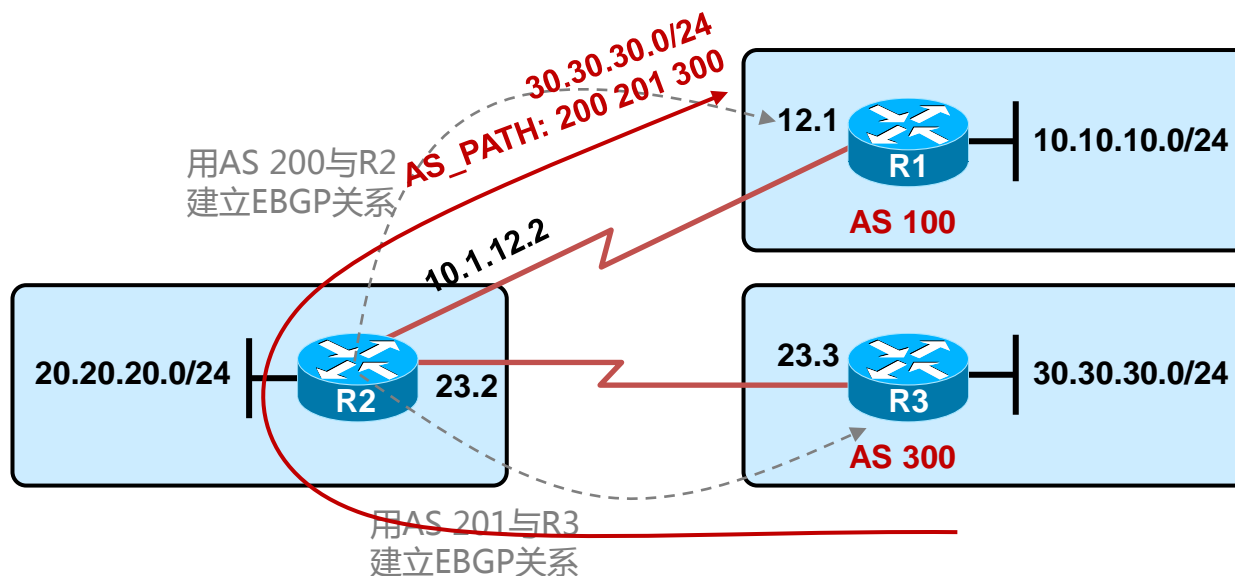 30.30.30.0/24
AS_PATH: 200 201 300
12.1
10.10.10.0/24
R1
AS 100
用AS 200与R2
建立EBGP关系
10.1.12.2
20.20.20.0/24
R2
23.2
23.3
30.30.30.0/24
R3
AS 300
用AS 201与R3
建立EBGP关系